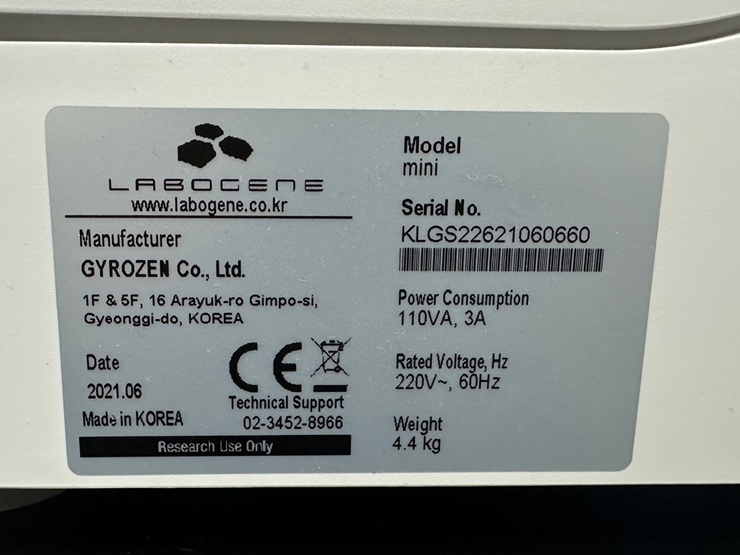 LABOGENE
www.labogene.co.kr
Manufacturer
GYROZEN Co., Ltd.
1F & 5F, 16 Arayuk-ro Gimpo-si,
Gyeonggi-do, KOREA
Date
2021.06
Made in KOREA
CE
Technical Support
02-3452-8966
Research Use Only
Model
mini
Serial No.
KLGS22621060660
Power Consumption
110VA, 3A
Rated Voltage, Hz
220V~, 60Hz
Weight
4.4 kg